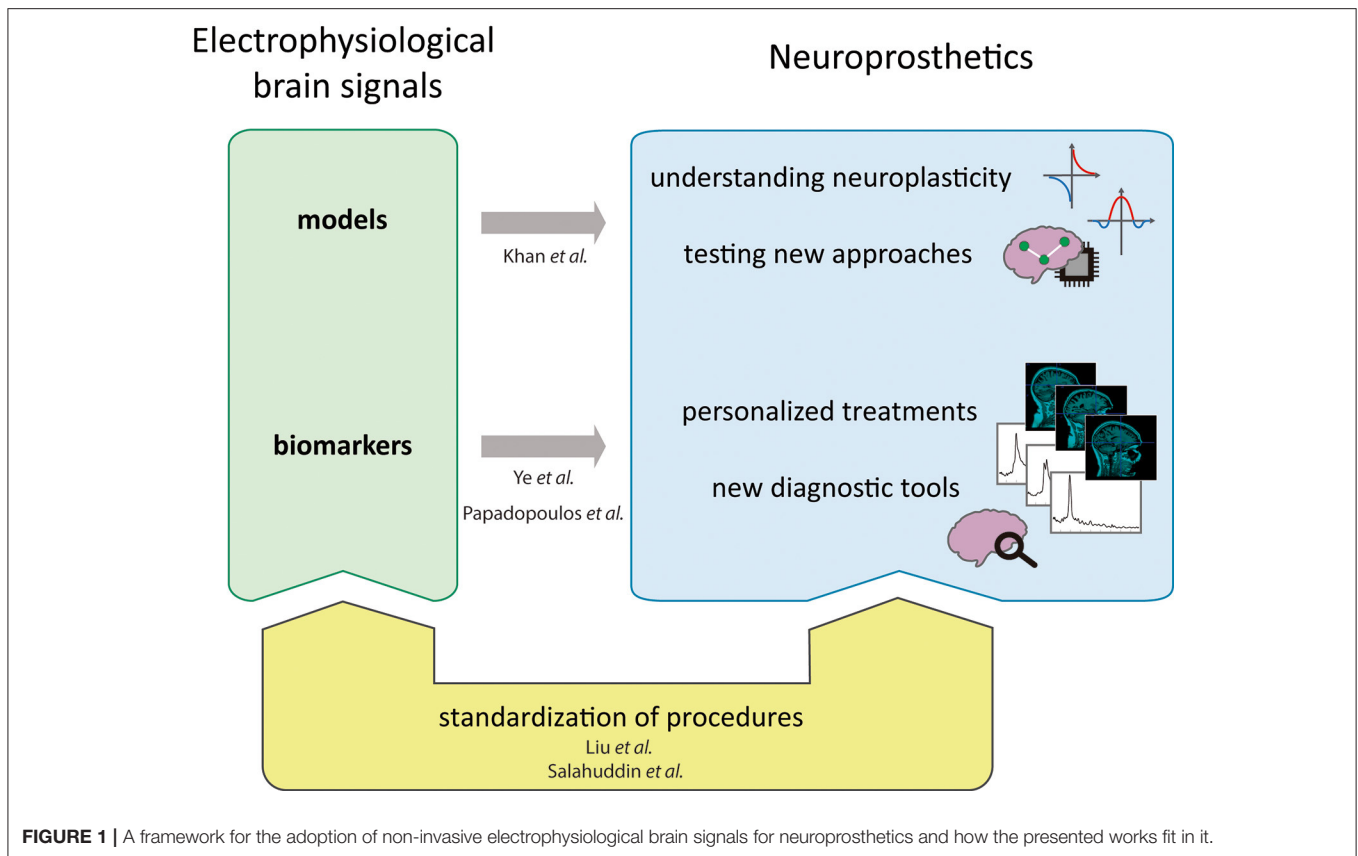 Electrophysiological
brain signals
Neuroprosthetics
models
Khan et al.
understanding neuroplasticity
testing new approaches
biomarkers
Ye et al.
Papadopoulos et al.
personalized treatments
new diagnostic tools
standardization of procedures
Liu et al.
Salahuddin et al.
FIGURE 1 | A framework for the adoption of non-invasive electrophysiological brain signals for neuroprosthetics and how the presented works fit in it.